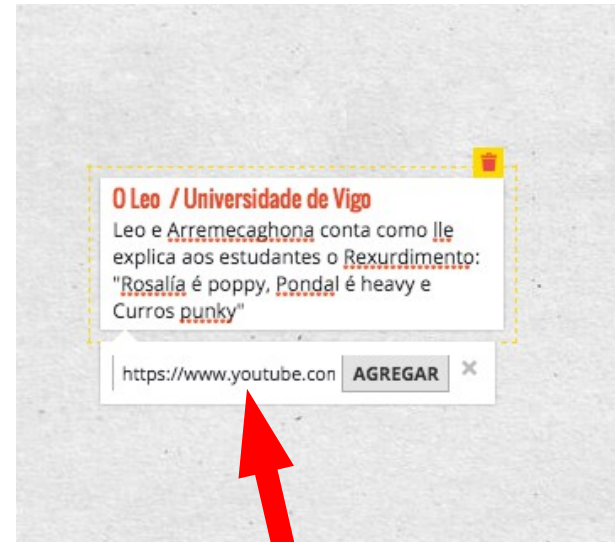 O Leo / Universidade de Vigo
Leo e Arremecaghona conta como lle
explica aos estudantes o Rexurdimento:
"Rosalía é poppy, Pondal é heavy e
Curros punky"
https://www.youtube.con AGREGAR ×